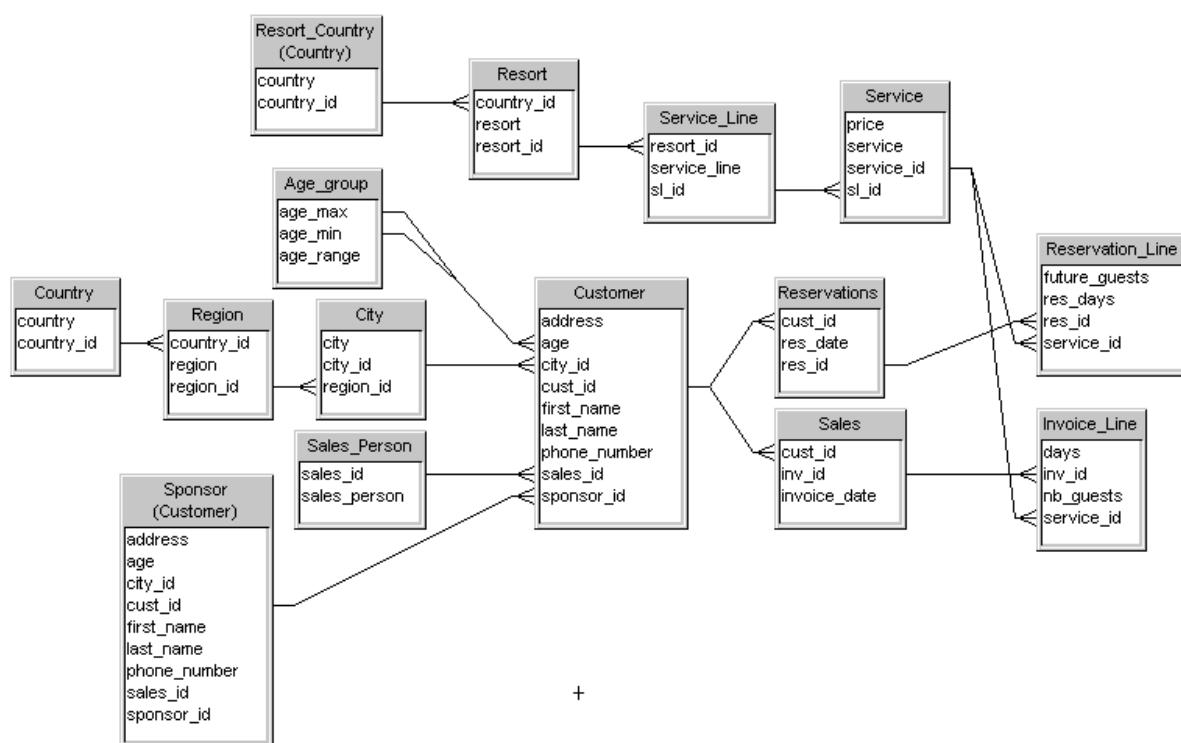 Resort_Country
(Country)
country
country_id
Resort
country_id
resort
resort_id
Service_Line
resort_id
service_line
sl_id
Service
price
service
service_id
sl_id
Age_group
age_max
age_min
age_range
Reservation_Line
future_guests
res_days
res_id
service_id
Country
country
country_id
Region
country_id
region
region_id
City
city
city_id
region_id
Customer
address
age
city_id
cust_id
first_name
last_name
phone_number
sales_id
sponsor_id
Reservations
cust_id
res_date
res_id
Sales
cust_id
inv_id
invoice_date
Invoice_Line
days
inv_id
nb_guests
service_id
Sales_Person
sales_id
sales_person
Sponsor
(Customer)
address
age
city_id
cust_id
first_name
last_name
phone_number
sales_id
sponsor_id